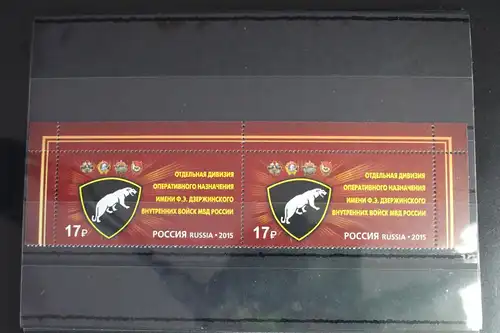 ОТДЕЛЬНАЯ ДИВИЗИЯ
ОПЕРАТИВНОГО НАЗНАЧЕНИЯ
ИМЕНИ Ф.Э. ДЗЕРЖИНСКОГО
ВНУТРЕННИХ ВОЙСК МВД РОССИИ
17Р
РОССИЯ RUSSIA • 2015
ОТДЕЛЬНАЯ ДИВИЗИЯ
ОПЕРАТИВНОГО НАЗНАЧЕНИЯ
ИМЕНИ Ф.Э. ДЗЕРЖИНСКОГО
ВНУТРЕННИХ ВОЙСК МВД РОССИИ
17Р
РОССИЯ RUSSIA • 2015